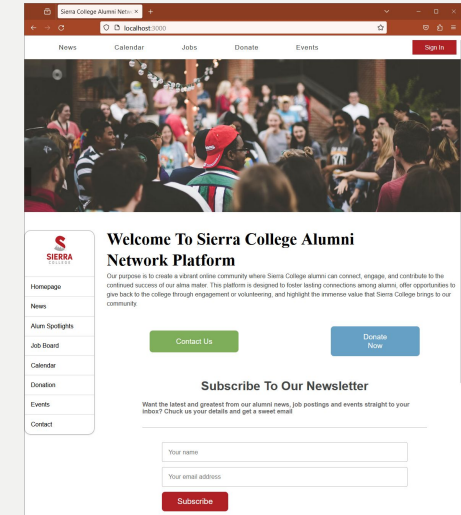 Sierra College Alumni Netw
localhost:3000
News Calendar Jobs Donate Events Sign In
SIERRA
COLLEGE
Homepage
News
Alum Spotlights
Job Board
Calendar
Donation
Events
Contact
Welcome To Sierra College Alumni
Network Platform
Our purpose is to create a vibrant online community where Sierra College alumni can connect, engage, and contribute to the
continued success of our alma mater. This platform is designed to foster lasting connections among alumni, offer opportunities to
give back to the college through engagement or volunteering, and highlight the immense value that Sierra College brings to our
community.
Contact Us
Donate
Now
Subscribe To Our Newsletter
Want the latest and greatest from our alumni news, job postings and events straight to your
inbox? Chuck us your details and get a sweet email
Your name
Your email address
Subscribe